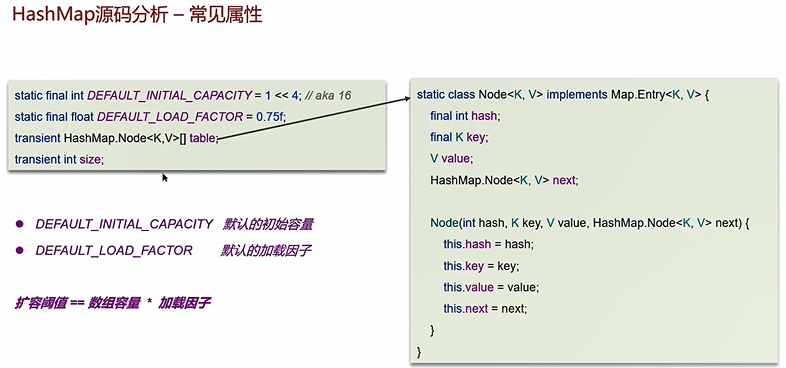 HashMap源码分析 – 常见属性
static final int DEFAULT_INITIAL_CAPACITY = 1 << 4; // aka 16
static final float DEFAULT_LOAD_FACTOR = 0.75f;
transient HashMap.Node<K,V>[] table;
transient int size;
● DEFAULT_INITIAL_CAPACITY 默认的初始容量
● DEFAULT_LOAD_FACTOR 默认的加载因子
扩容阈值 == 数组容量 * 加载因子
static class Node<K, V> implements Map.Entry<K, V> {
final int hash;
final K key;
V value;
HashMap.Node<K, V> next;
Node(int hash, K key, V value, HashMap.Node<K, V> next) {
this.hash = hash;
this.key = key;
this.value = value;
this.next = next;
}
}